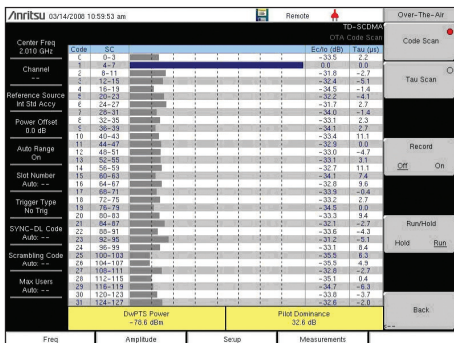 Anritsu 03/14/2008 10:59:53 am
Remote
Over-The-Air
TD-SCDMA
OTA Code Scan
Center Freq
2.010 GHz
Channel
--
Reference Source
Int Std Accy
Power Offset
0.0 dB
Auto Range
On
Slot Number
Auto: --
Trigger Type
No Trig
SYNC-DL Code
Auto: --
Scrambling Code
Auto: --
Max Users
Auto: --
Code SC Ec/Io (dB) Tau (µs)
0 0-3 -33.5 2.2
1 4-7 0.0 0.0
2 8-11 -31.8 -2.7
3 12-15 -32.4 -5.1
4 16-19 -34.5 -1.4
5 20-23 -32.2 -4.1
6 24-27 -31.7 2.7
7 28-31 -34.0 -1.4
8 32-35 -33.1 2.3
9 36-39 -34.1 2.7
10 40-43 -33.4 11.1
11 44-47 -32.9 0.0
12 48-51 -33.0 -4.7
13 52-55 -33.1 3.1
14 56-59 -32.7 11.1
15 60-63 -34.1 7.4
16 64-67 -32.8 9.6
17 68-71 -33.9 -0.4
18 72-75 -33.2 2.7
19 76-79 -34.5 0.0
20 80-83 -33.3 9.4
21 84-87 -32.1 -2.7
22 88-91 -33.6 -4.3
23 92-95 -31.2 -5.1
24 96-99 -33.1 8.4
25 100-103 -35.5 6.3
26 104-107 -35.5 4.9
27 108-111 -32.8 -2.7
28 112-115 -35.1 0.4
29 116-119 -34.7 -6.3
30 120-123 -33.8 -3.7
31 124-127 -32.6 -2.0
DwPTS Power
-78.6 dBm
Pilot Dominance
32.6 dB
Code Scan
Tau Scan
Record
Off On
Run/Hold
Hold Run
Back
<--
Freq Amplitude Setup Measurements